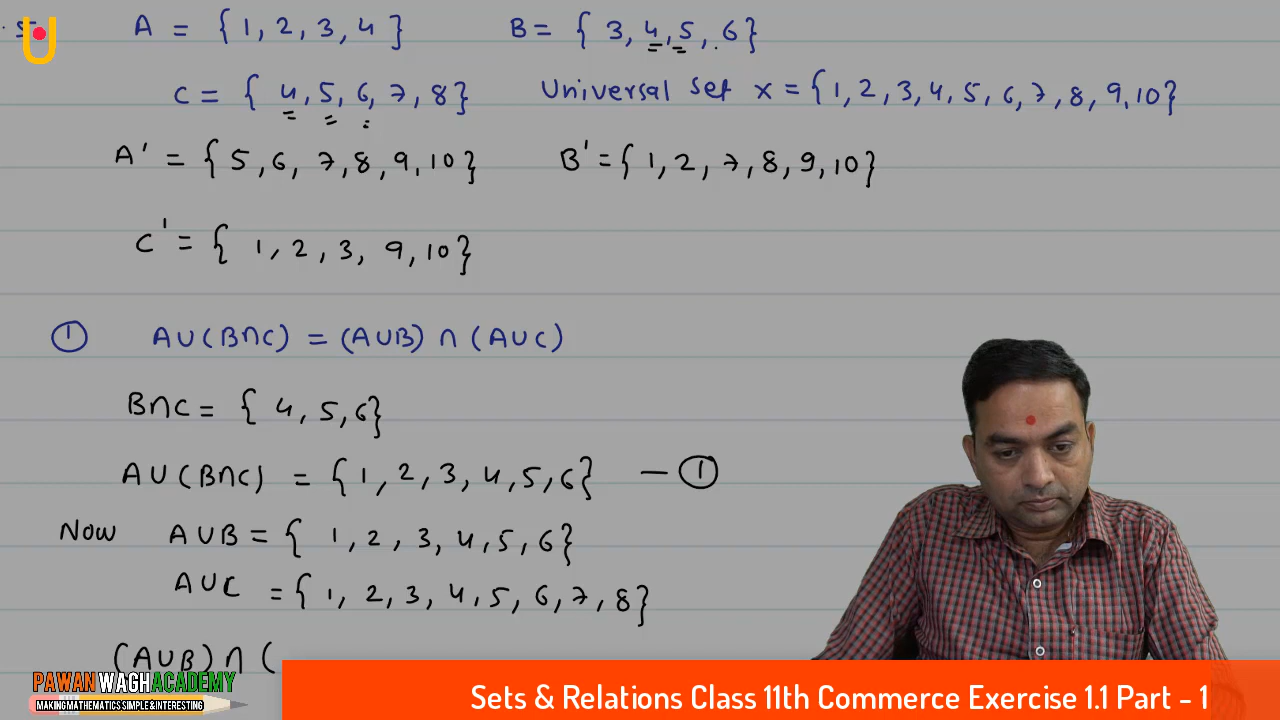 A = {1, 2, 3, 4} B = {3, 4, 5, 6}
C = {4, 5, 6, 7, 8} Universal set x = {1, 2, 3, 4, 5, 6, 7, 8, 9, 10}
A' = {5, 6, 7, 8, 9, 10} B' = {1, 2, 7, 8, 9, 10}
C' = {1, 2, 3, 9, 10}
① A∪(B∩C) = (A∪B) ∩ (A∪C)
B∩C = {4, 5, 6}
A∪(B∩C) = {1, 2, 3, 4, 5, 6} — ①
Now A∪B = {1, 2, 3, 4, 5, 6}
A∪C = {1, 2, 3, 4, 5, 6, 7, 8}
(A∪B) ∩ (
PAWAN WAGH ACADEMY
MAKING MATHEMATICS SIMPLE & INTERESTING
Sets & Relations Class 11th Commerce Exercise 1.1 Part - 1